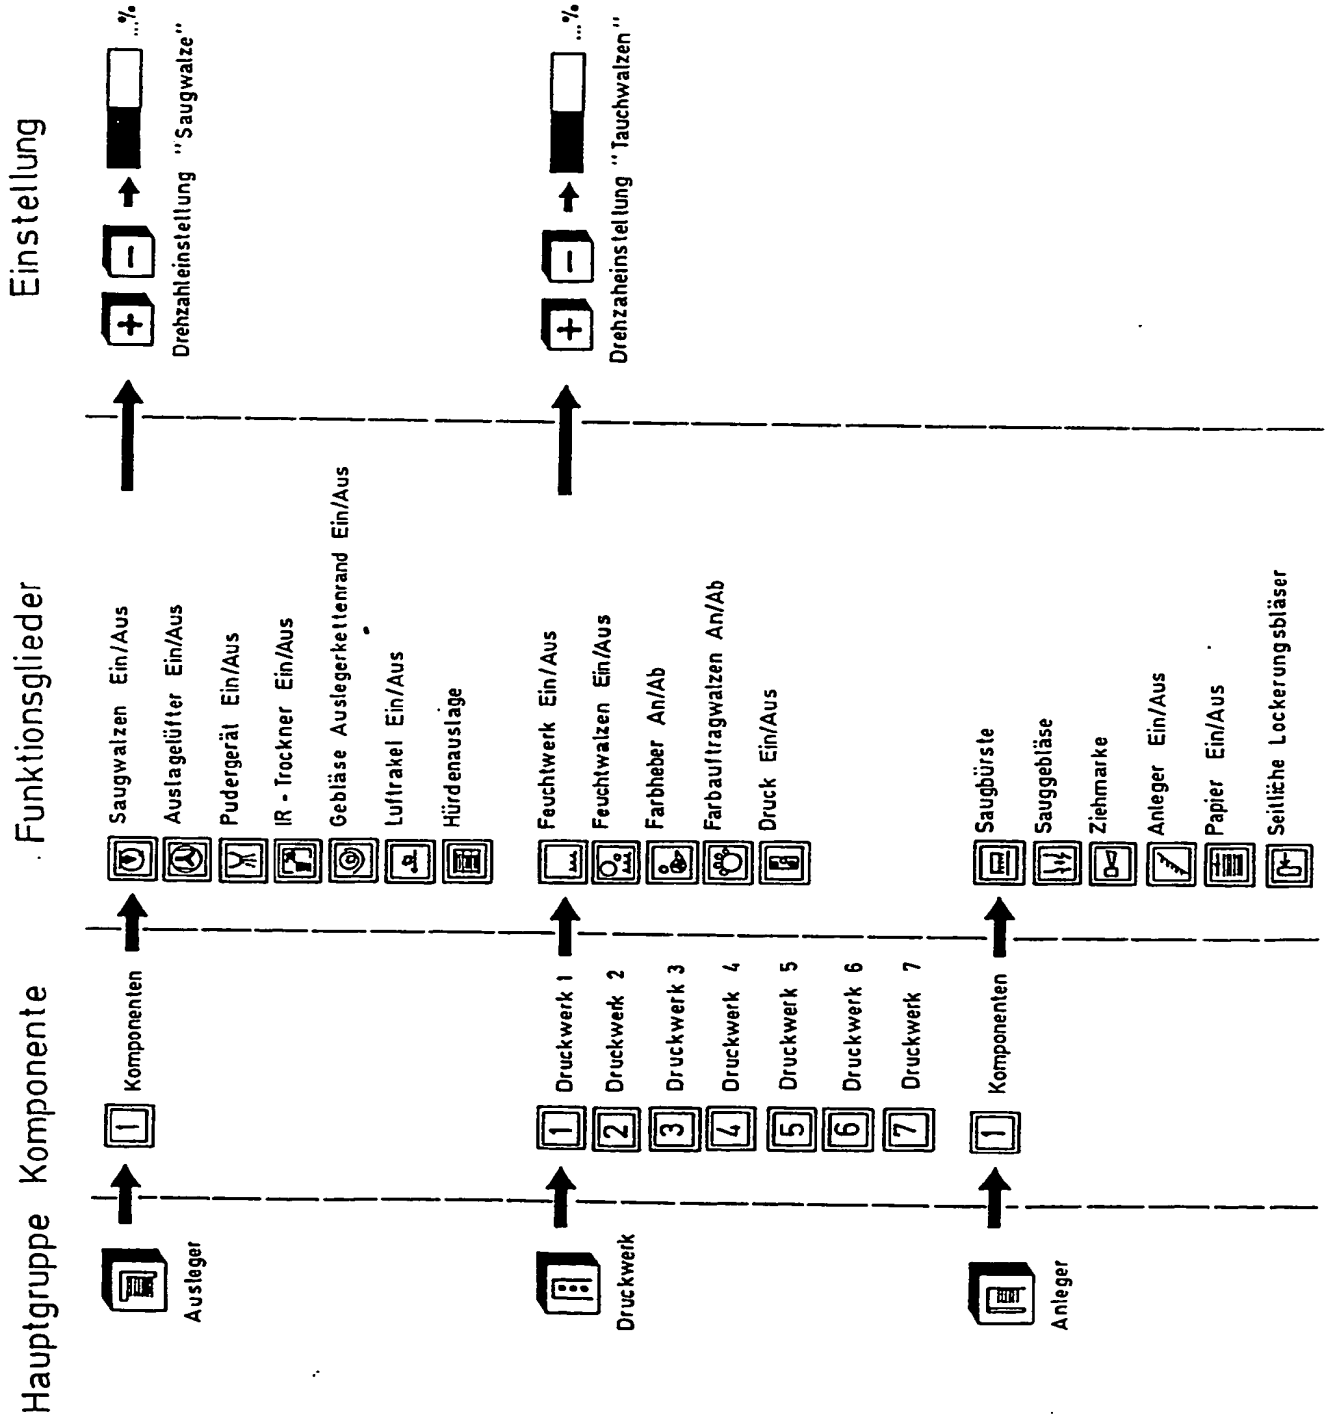 Hauptgruppe Komponente Funktionsglieder Einstellung
Ausleger
1 Komponenten
Saugwalzen Ein/Aus
Auslagelüfter Ein/Aus
Pudergerät Ein/Aus
IR-Trockner Ein/Aus
Gebläse Auslegerkettenrand Ein/Aus
Luftrakel Ein/Aus
Hürdenauslage
+ − ...%
Drehzahleinstellung "Saugwalze"
Druckwerk
1 Druckwerk 1
2 Druckwerk 2
3 Druckwerk 3
4 Druckwerk 4
5 Druckwerk 5
6 Druckwerk 6
7 Druckwerk 7
Feuchtwerk Ein/Aus
Feuchtwalzen Ein/Aus
Farbheber An/Ab
Farbauftragwalzen An/Ab
Druck Ein/Aus
+ − ...%
Drehzaheinstellung "Tauchwalzen"
Anleger
1 Komponenten
Saugbürste
Sauggebläse
Ziehmarke
Anleger Ein/Aus
Papier Ein/Aus
Seitliche Lockerungsbläser